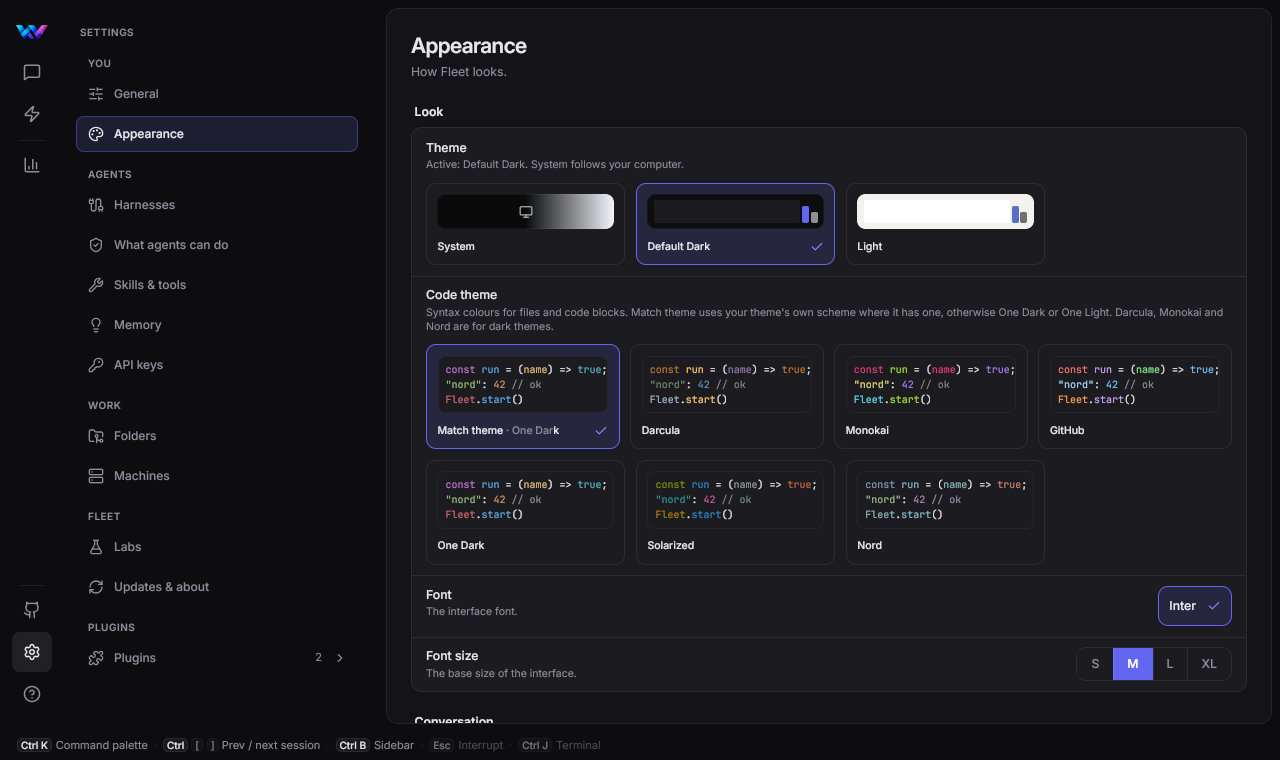 SETTINGS
YOU
General
Appearance
AGENTS
Harnesses
What agents can do
Skills & tools
Memory
API keys
WORK
Folders
Machines
FLEET
Labs
Updates & about
PLUGINS
Plugins 2
Appearance
How Fleet looks.
Look
Theme
Active: Default Dark. System follows your computer.
System
Default Dark
Light
Code theme
Syntax colours for files and code blocks. Match theme uses your theme's own scheme where it has one, otherwise One Dark or One Light. Darcula, Monokai and
Nord are for dark themes.
const run = (name) => true;
"nord": 42 // ok
Fleet.start()
Match theme · One Dark
const run = (name) => true;
"nord": 42 // ok
Fleet.start()
Darcula
const run = (name) => true;
"nord": 42 // ok
Fleet.start()
Monokai
const run = (name) => true;
"nord": 42 // ok
Fleet.start()
GitHub
const run = (name) => true;
"nord": 42 // ok
Fleet.start()
One Dark
const run = (name) => true;
"nord": 42 // ok
Fleet.start()
Solarized
const run = (name) => true;
"nord": 42 // ok
Fleet.start()
Nord
Font
The interface font.
Inter
Font size
The base size of the interface.
S M L XL
Conversation
Ctrl K Command palette · Ctrl [ ] Prev / next session · Ctrl B Sidebar · Esc Interrupt · Ctrl J Terminal